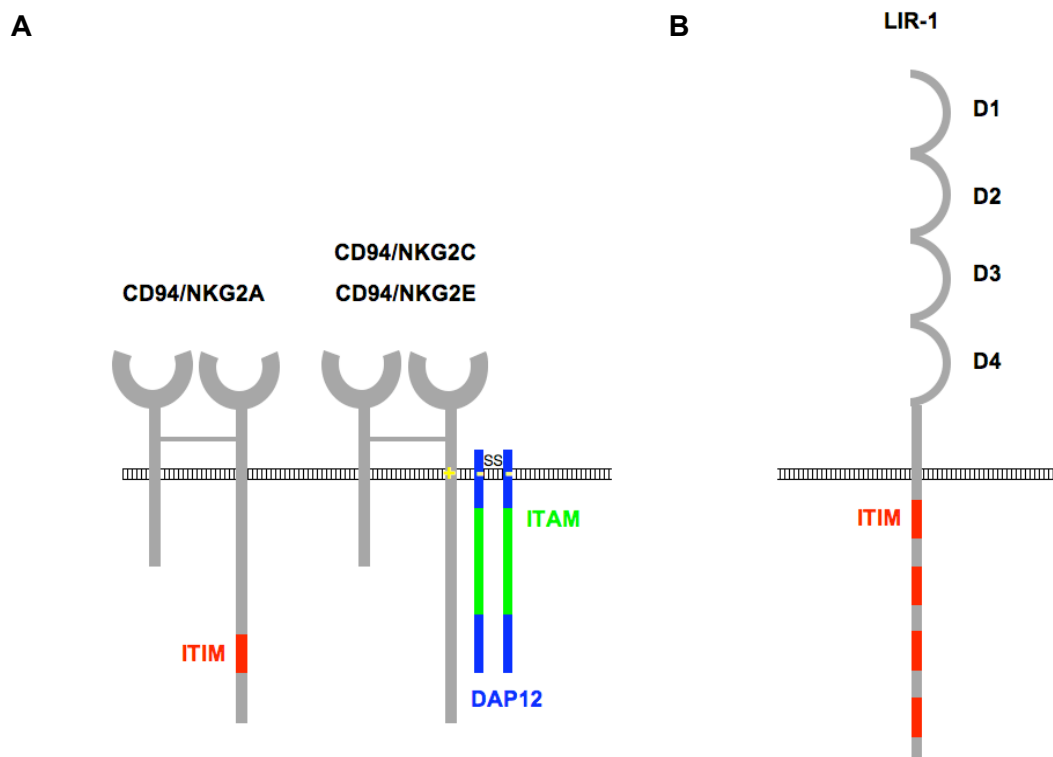 A
CD94/NKG2A
CD94/NKG2C
CD94/NKG2E
+
-
SS
-
ITAM
ITIM
DAP12
B
LIR-1
D1
D2
D3
D4
ITIM